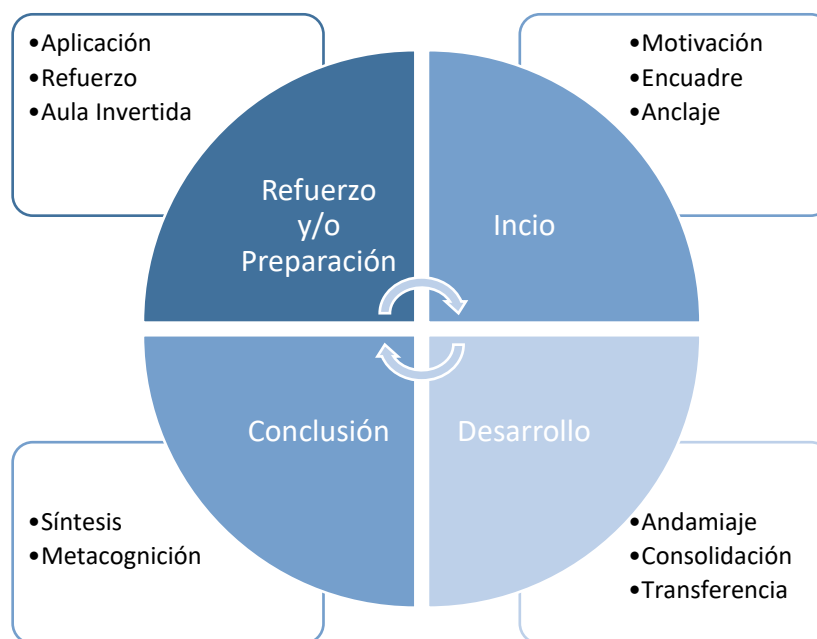 •Aplicación
•Refuerzo
•Aula Invertida
•Motivación
•Encuadre
•Anclaje
Refuerzo
y/o
Preparación
Incio
Conclusión
Desarrollo
•Síntesis
•Metacognición
•Andamiaje
•Consolidación
•Transferencia